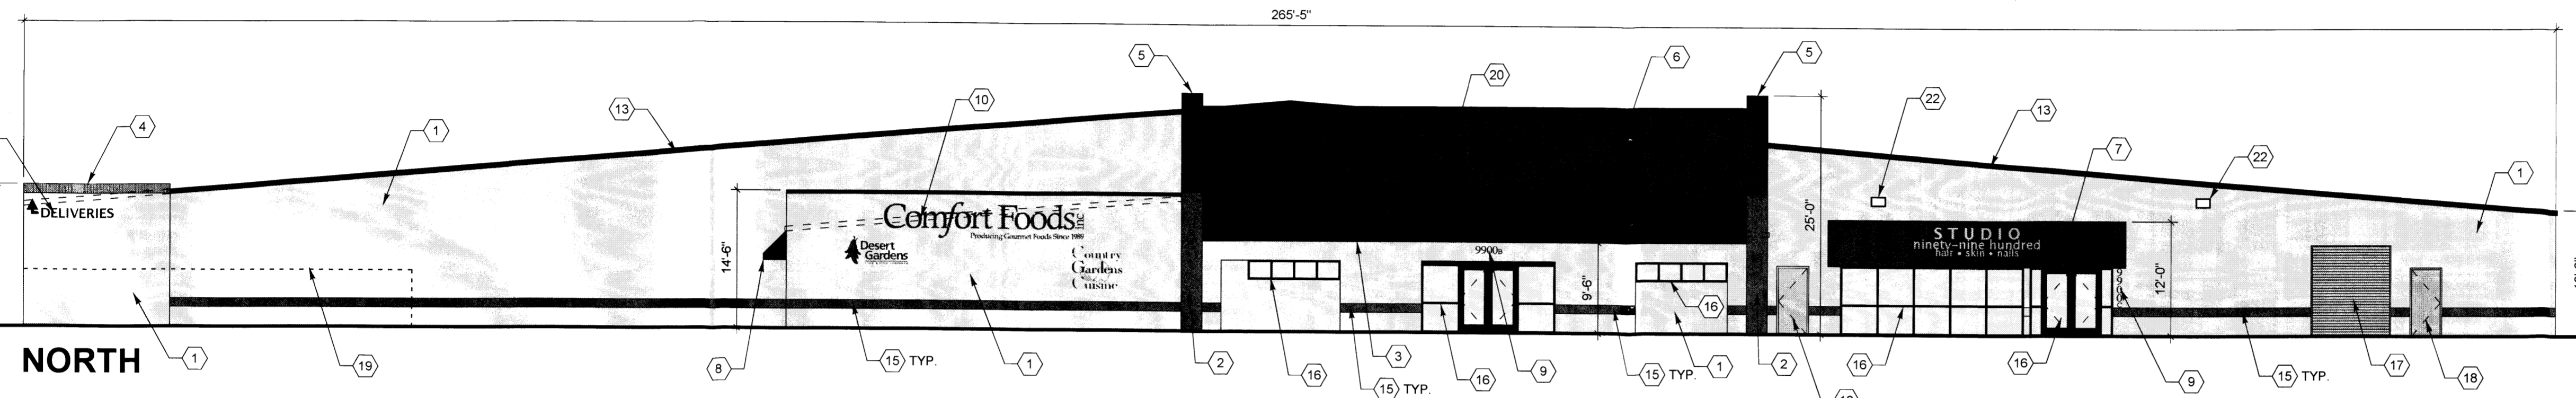 265'-5"
5
20
6
5
4
1
13
10
22
13
7
22
1
DELIVERIES
14'-6"
Comfort Foods Inc
Producing Gourmet Foods Since 1989
Desert
Gardens
Country
Gardens
Cuisine
9900B
25'-0"
STUDIO
ninety-nine hundred
hair • skin • nails
9'-6"
12'-0"
16
NORTH
1
19
8
15 TYP.
1
2
16
15 TYP.
3
16
9
15 TYP.
1
2
16
16
9
15 TYP.
17
18